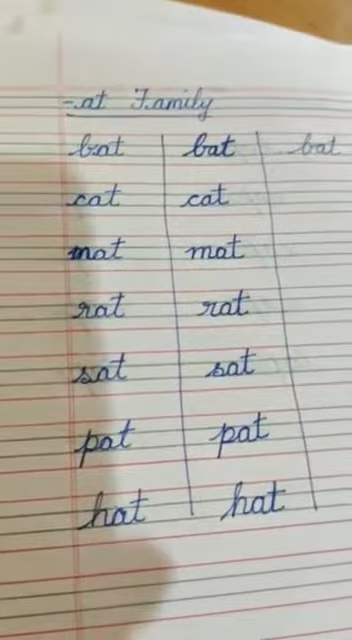 -at Family
bat bat bat
cat cat
mat mat
rat rat
sat sat
pat pat
hat hat